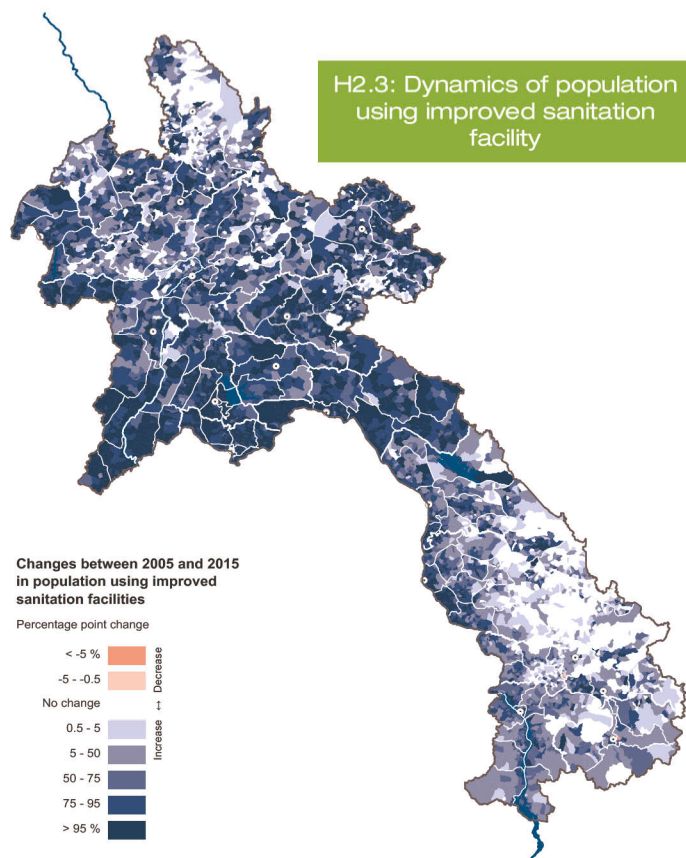 H2.3: Dynamics of population
using improved sanitation
facility
Changes between 2005 and 2015
in population using improved
sanitation facilities
Percentage point change
< -5 %
-5 - -0.5
No change
0.5 - 5
5 - 50
50 - 75
75 - 95
> 95 %
Decrease
↔
Increase